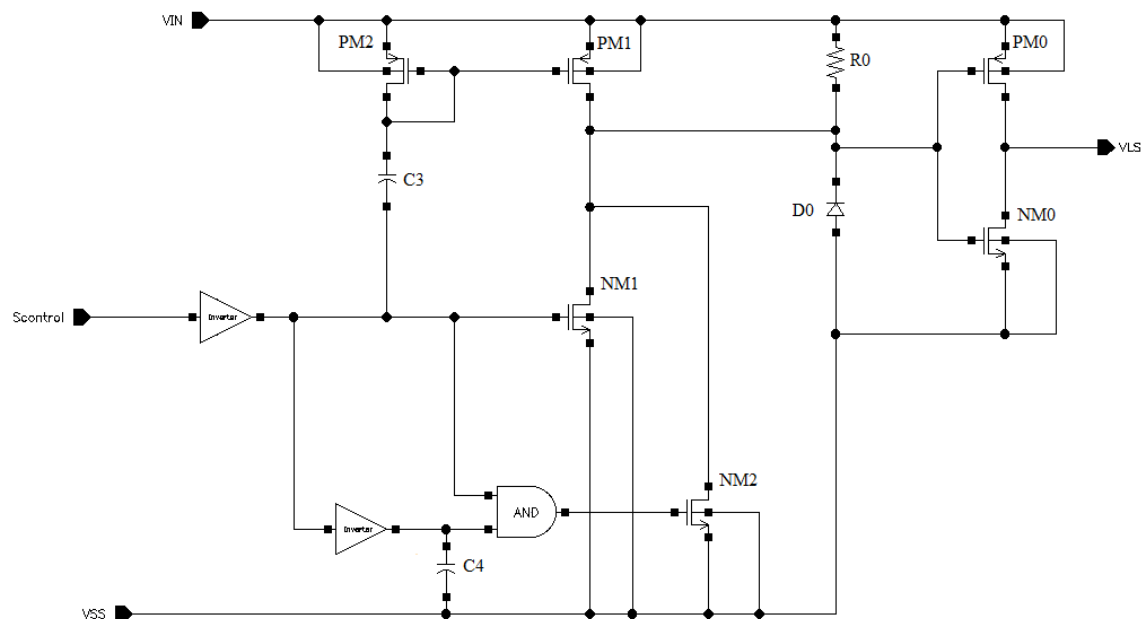 VIN
PM2
PM1
R0
PM0
C3
VLS
D0
NM0
NM1
Scontrol
Inverter
NM2
AND
Inverter
C4
VSS